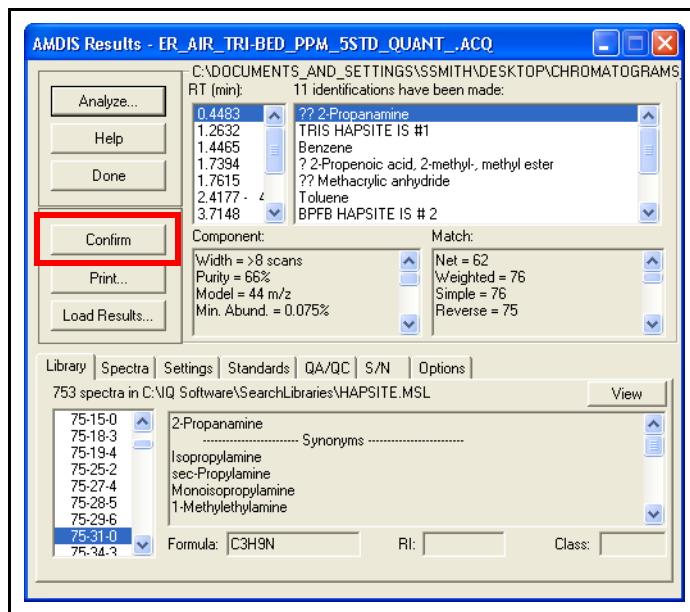 AMDIS Results - ER_AIR_TRI-BED_PPM_5STD_QUANT_.ACQ
C:\DOCUMENTS_AND_SETTINGS\SSMITH\DESKTOP\CHROMATOGRAMS_
Analyze...
Help
Done
Confirm
Print...
Load Results...
RT (min): 11 identifications have been made:
0.4483 ?? 2-Propanamine
1.2632 TRIS HAPSITE IS #1
1.4465 Benzene
1.7394 ? 2-Propenoic acid, 2-methyl-, methyl ester
1.7615 ?? Methacrylic anhydride
2.4177 - 4 Toluene
3.7148 BPFB HAPSITE IS # 2
Component: Match:
Width = >8 scans Net = 62
Purity = 66% Weighted = 76
Model = 44 m/z Simple = 76
Min. Abund. = 0.075% Reverse = 75
Library Spectra Settings Standards QA/QC S/N Options
753 spectra in C:\IQ Software\SearchLibraries\HAPSITE.MSL View
75-15-0
75-18-3
75-19-4
75-25-2
75-27-4
75-28-5
75-29-6
75-31-0
75-34-3
2-Propanamine
------------------------ Synonyms ------------------------
Isopropylamine
sec-Propylamine
Monoisopropylamine
1-Methylethylamine
Formula: C3H9N RI: Class: